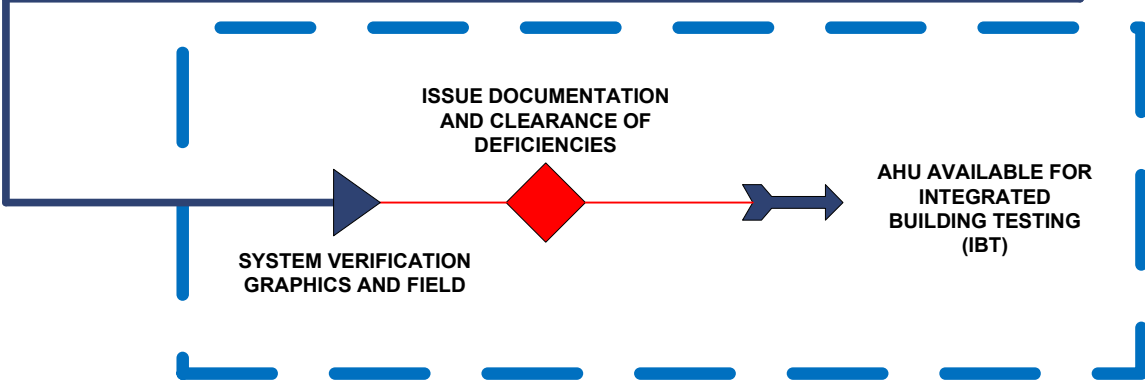 ISSUE DOCUMENTATION
AND CLEARANCE OF
DEFICIENCIES
AHU AVAILABLE FOR
INTEGRATED
BUILDING TESTING
(IBT)
SYSTEM VERIFICATION
GRAPHICS AND FIELD